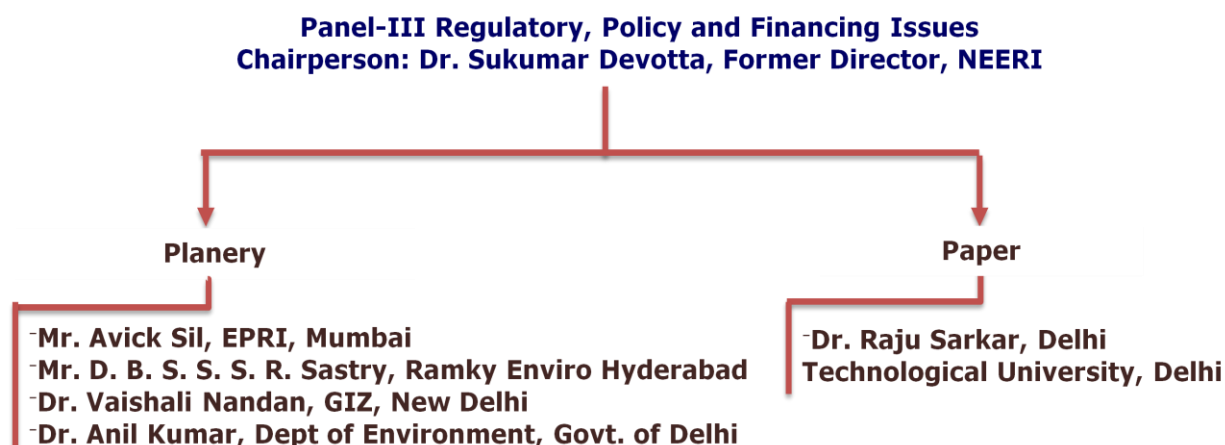 Panel-III Regulatory, Policy and Financing Issues
Chairperson: Dr. Sukumar Devotta, Former Director, NEERI
Planery
Paper
-Mr. Avick Sil, EPRI, Mumbai
-Mr. D. B. S. S. S. R. Sastry, Ramky Enviro Hyderabad
-Dr. Vaishali Nandan, GIZ, New Delhi
-Dr. Anil Kumar, Dept of Environment, Govt. of Delhi
-Dr. Raju Sarkar, Delhi
Technological University, Delhi